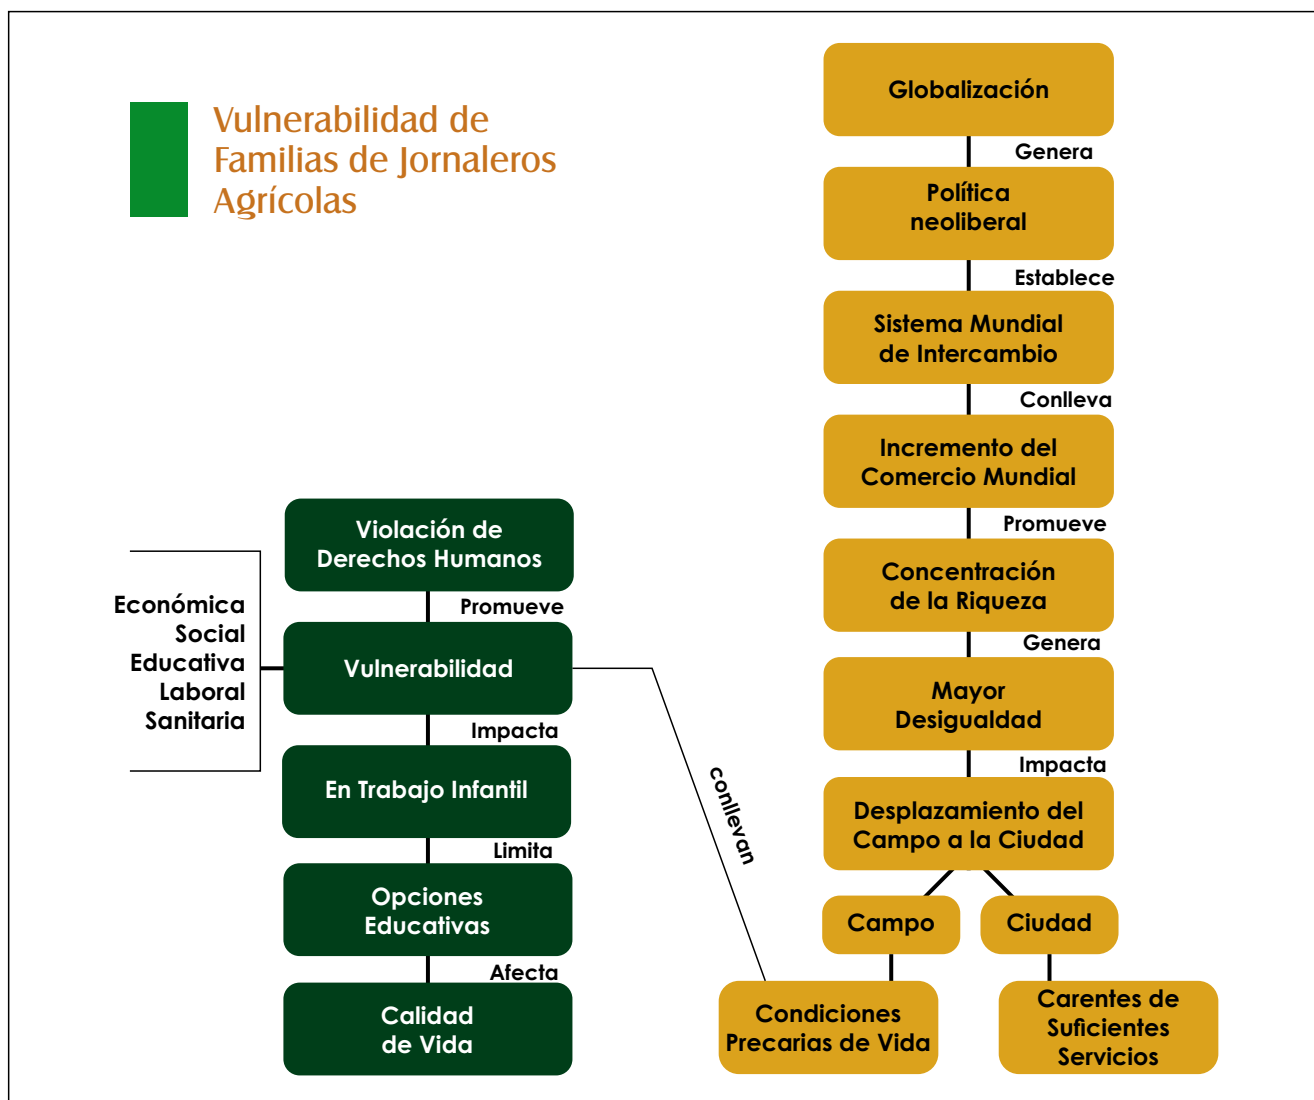 Vulnerabilidad de
Familias de Jornaleros
Agrícolas
Globalización
Genera
Política
neoliberal
Establece
Sistema Mundial
de Intercambio
Conlleva
Incremento del
Comercio Mundial
Promueve
Concentración
de la Riqueza
Genera
Mayor
Desigualdad
Impacta
Desplazamiento del
Campo a la Ciudad
Campo
Ciudad
Condiciones
Precarias de Vida
Carentes de
Suficientes
Servicios
conllevan
Violación de
Derechos Humanos
Promueve
Vulnerabilidad
Económica
Social
Educativa
Laboral
Sanitaria
Impacta
En Trabajo Infantil
Limita
Opciones
Educativas
Afecta
Calidad
de Vida